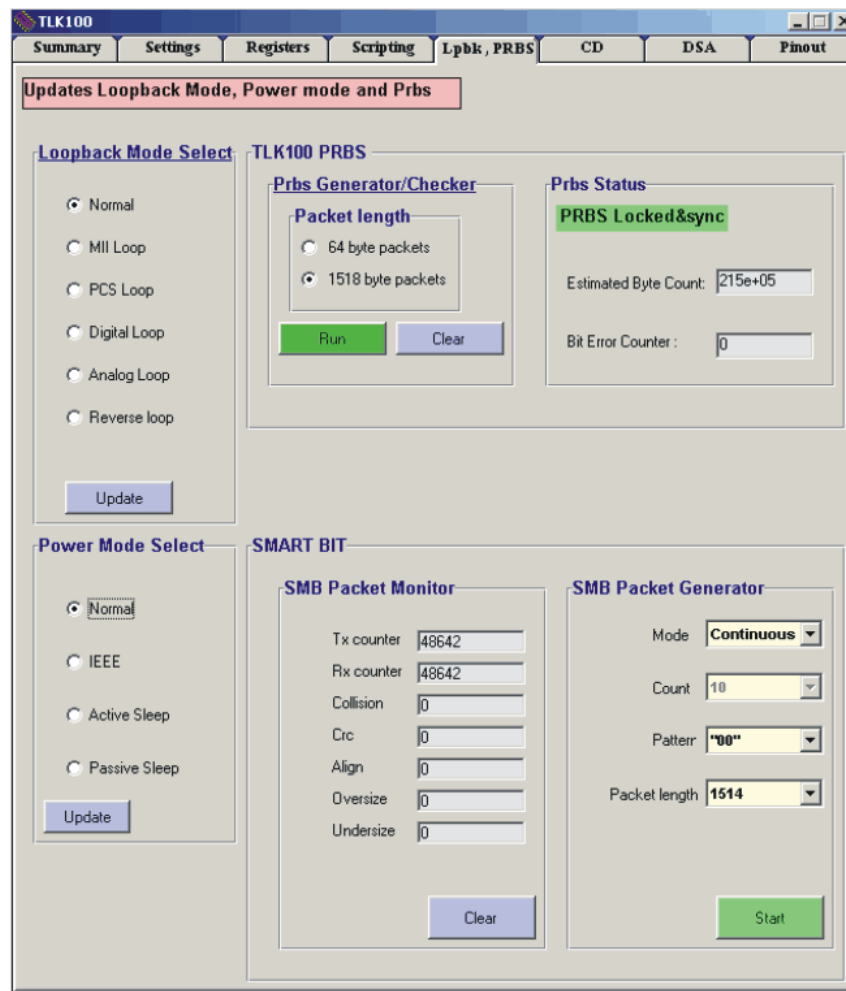 TLK100
Summary Settings Registers Scripting Lpbk, PRBS CD DSA Pinout
Updates Loopback Mode, Power mode and Prbs
Loopback Mode Select
Normal
MII Loop
PCS Loop
Digital Loop
Analog Loop
Reverse loop
Update
TLK100 PRBS
Prbs Generator/Checker
Packet length
64 byte packets
1518 byte packets
Run Clear
Prbs Status
PRBS Locked&sync
Estimated Byte Count: 215e+05
Bit Error Counter : 0
Power Mode Select
Normal
IEEE
Active Sleep
Passive Sleep
Update
SMART BIT
SMB Packet Monitor
Tx counter 48642
Rx counter 48642
Collision 0
Crc 0
Align 0
Oversize 0
Undersize 0
Clear
SMB Packet Generator
Mode Continuous
Count 10
Patterr "00"
Packet length 1514
Start